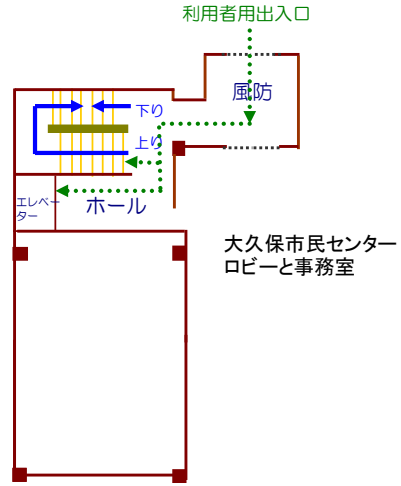 利用者用出入口
風防
下り
上り
エレベー
ター
ホール
大久保市民センター
ロビーと事務室